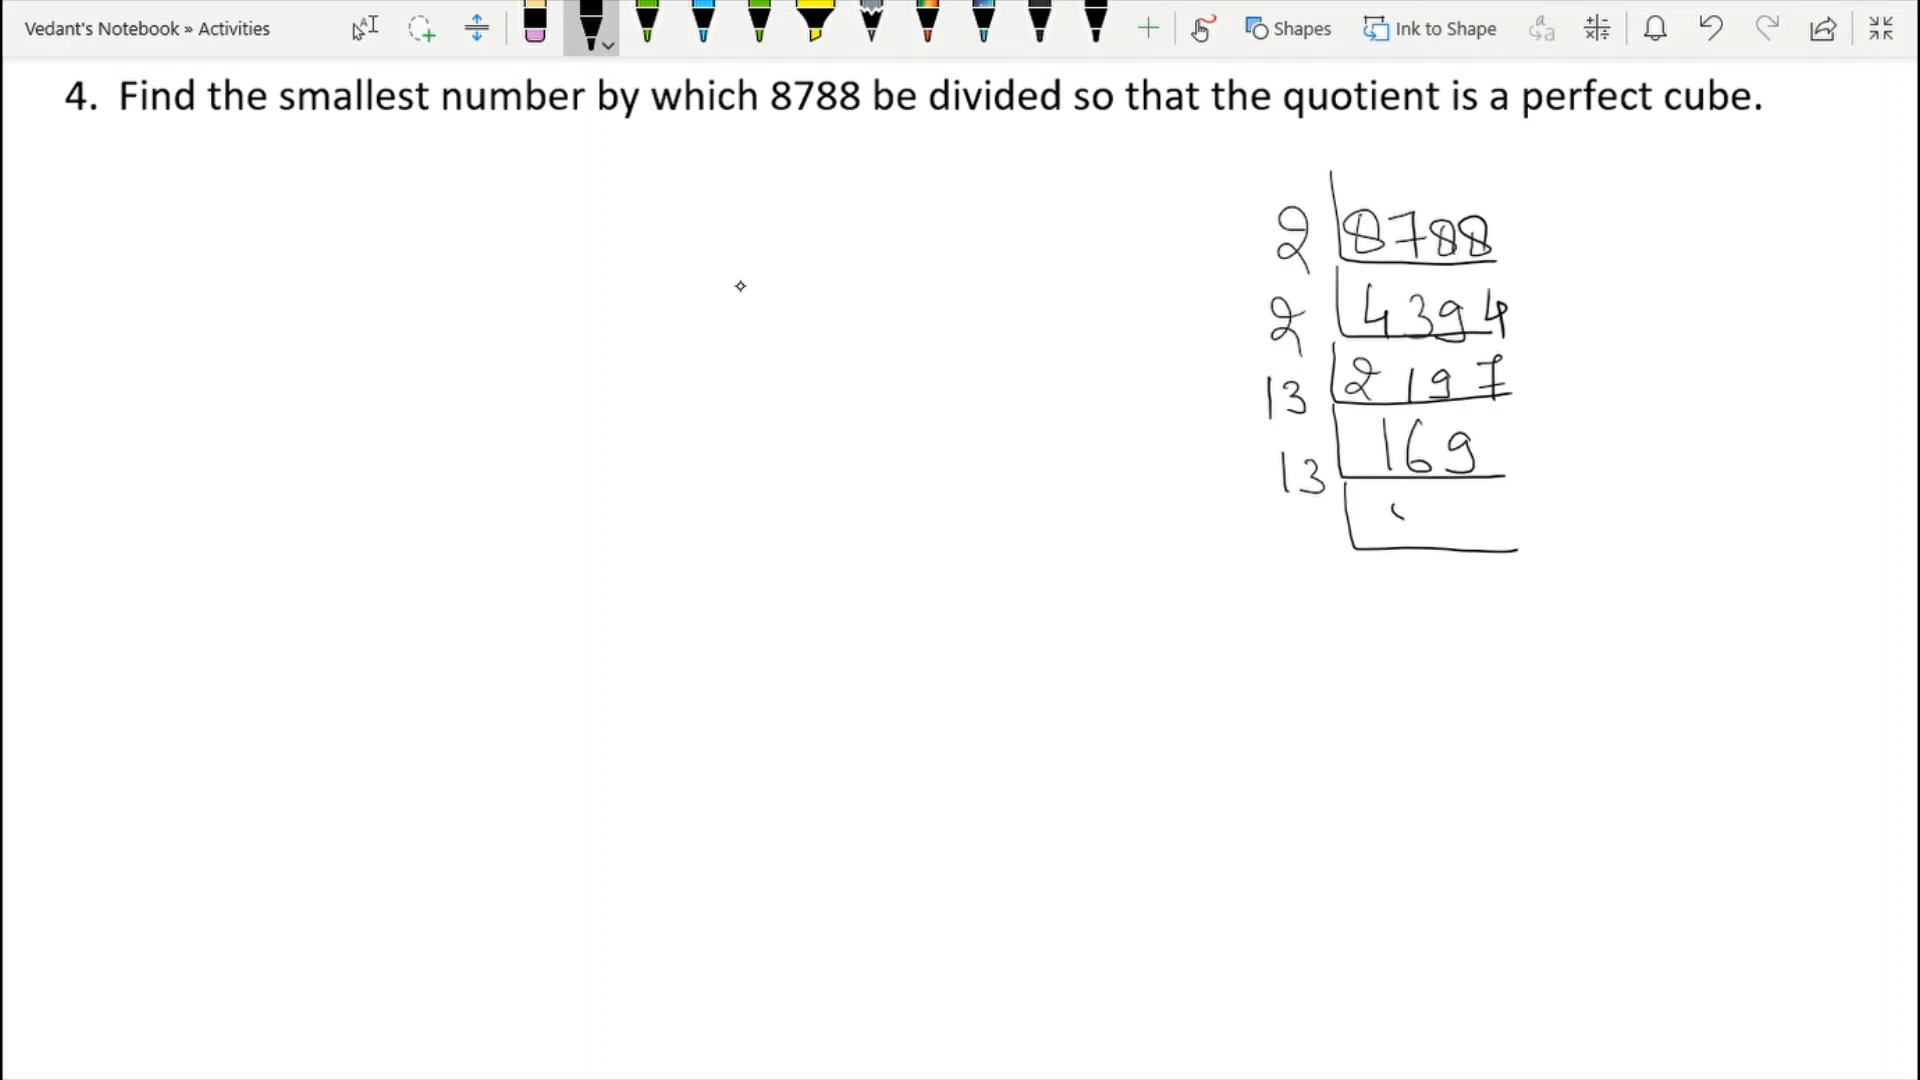 Vedant's Notebook » Activities
Shapes
Ink to Shape
4. Find the smallest number by which 8788 be divided so that the quotient is a perfect cube.
2 8788
2 4394
13 2197
13 169